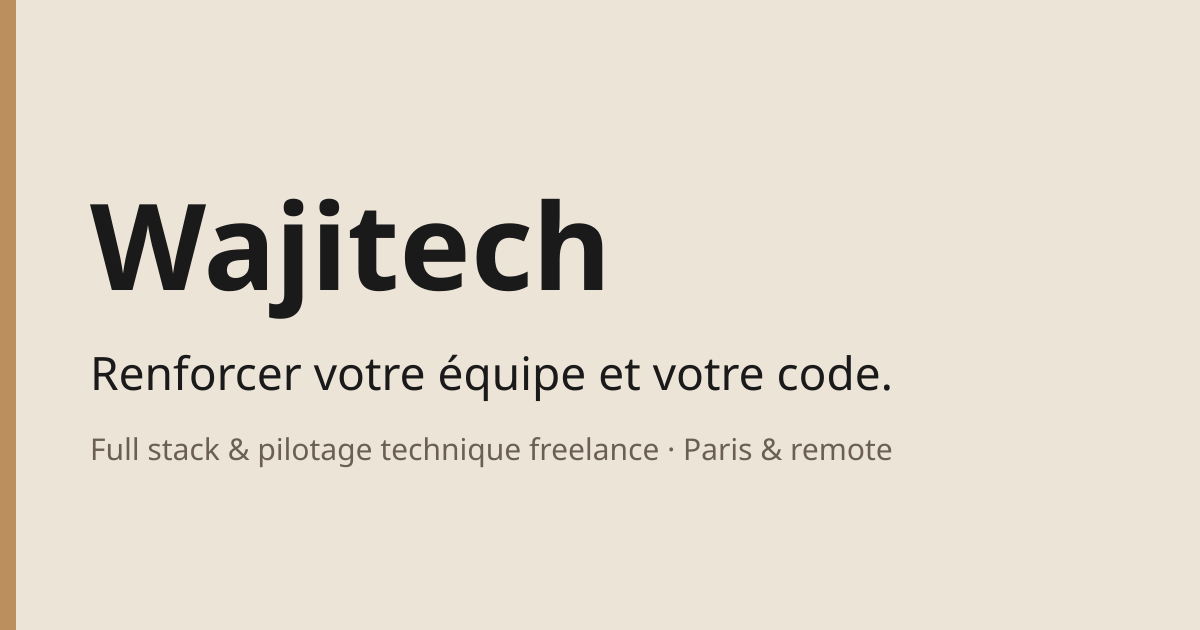 Wajitech
Renforcer votre équipe et votre code.
Full stack & pilotage technique freelance · Paris & remote